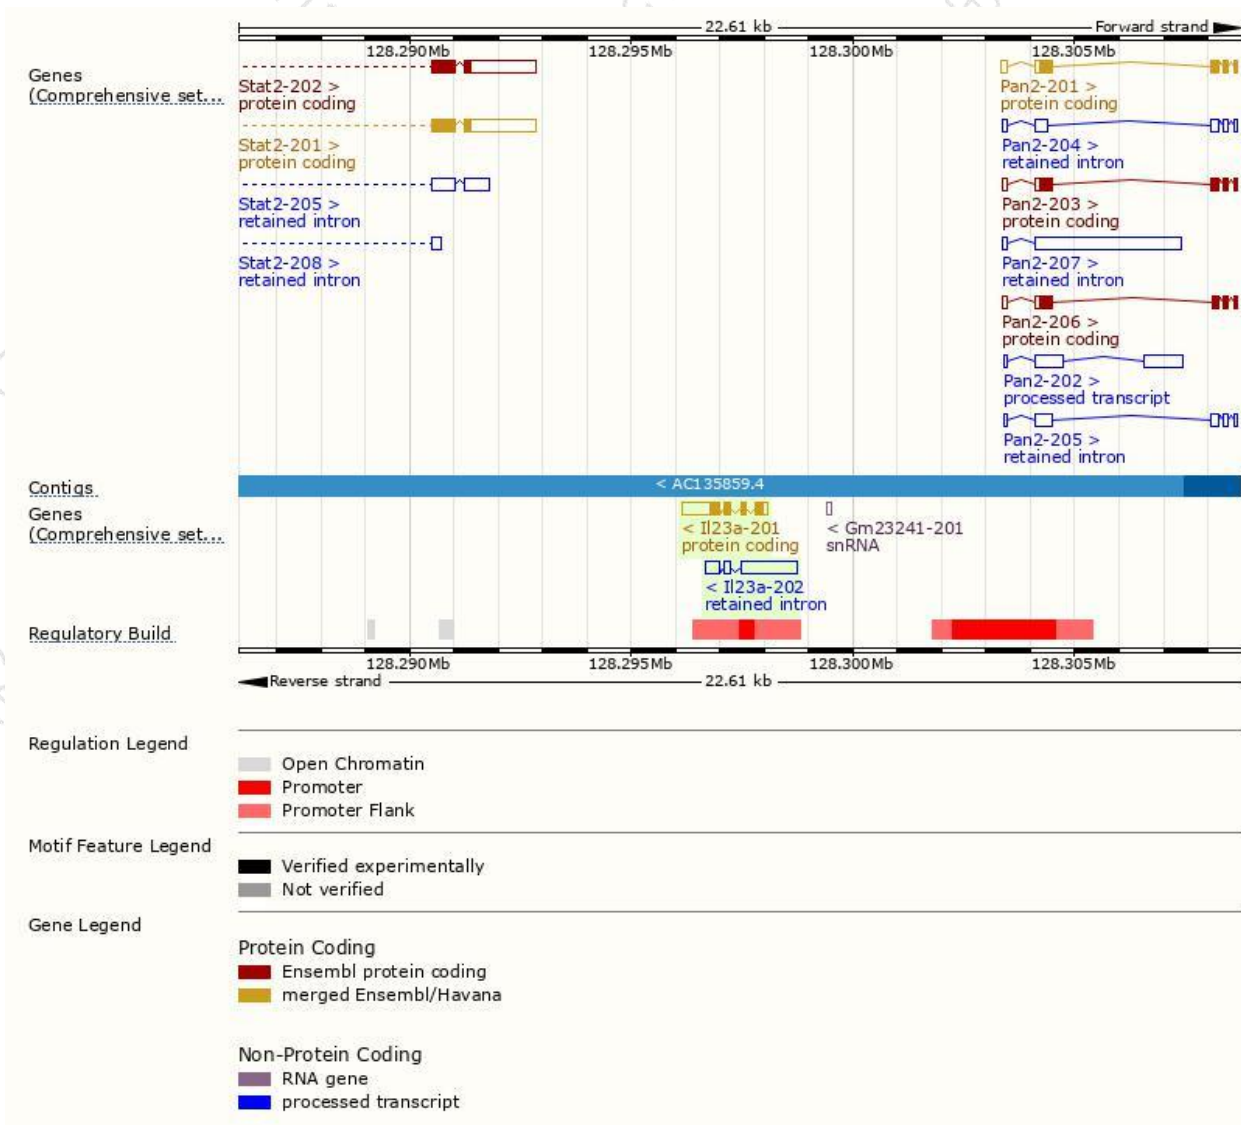 22.61 kb
Forward strand
128.290Mb 128.295Mb 128.300Mb 128.305Mb
Genes
(Comprehensive set...
Stat2-202 >
protein coding
Stat2-201 >
protein coding
Stat2-205 >
retained intron
Stat2-208 >
retained intron
Pan2-201 >
protein coding
Pan2-204 >
retained intron
Pan2-203 >
protein coding
Pan2-207 >
retained intron
Pan2-206 >
protein coding
Pan2-202 >
processed transcript
Pan2-205 >
retained intron
Contigs
< AC135859.4
Genes
(Comprehensive set...
< Il23a-201
protein coding
< Gm23241-201
snRNA
< Il23a-202
retained intron
Regulatory Build
128.290Mb 128.295Mb 128.300Mb 128.305Mb
Reverse strand
22.61 kb
Regulation Legend
Open Chromatin
Promoter
Promoter Flank
Motif Feature Legend
Verified experimentally
Not verified
Gene Legend
Protein Coding
Ensembl protein coding
merged Ensembl/Havana
Non-Protein Coding
RNA gene
processed transcript